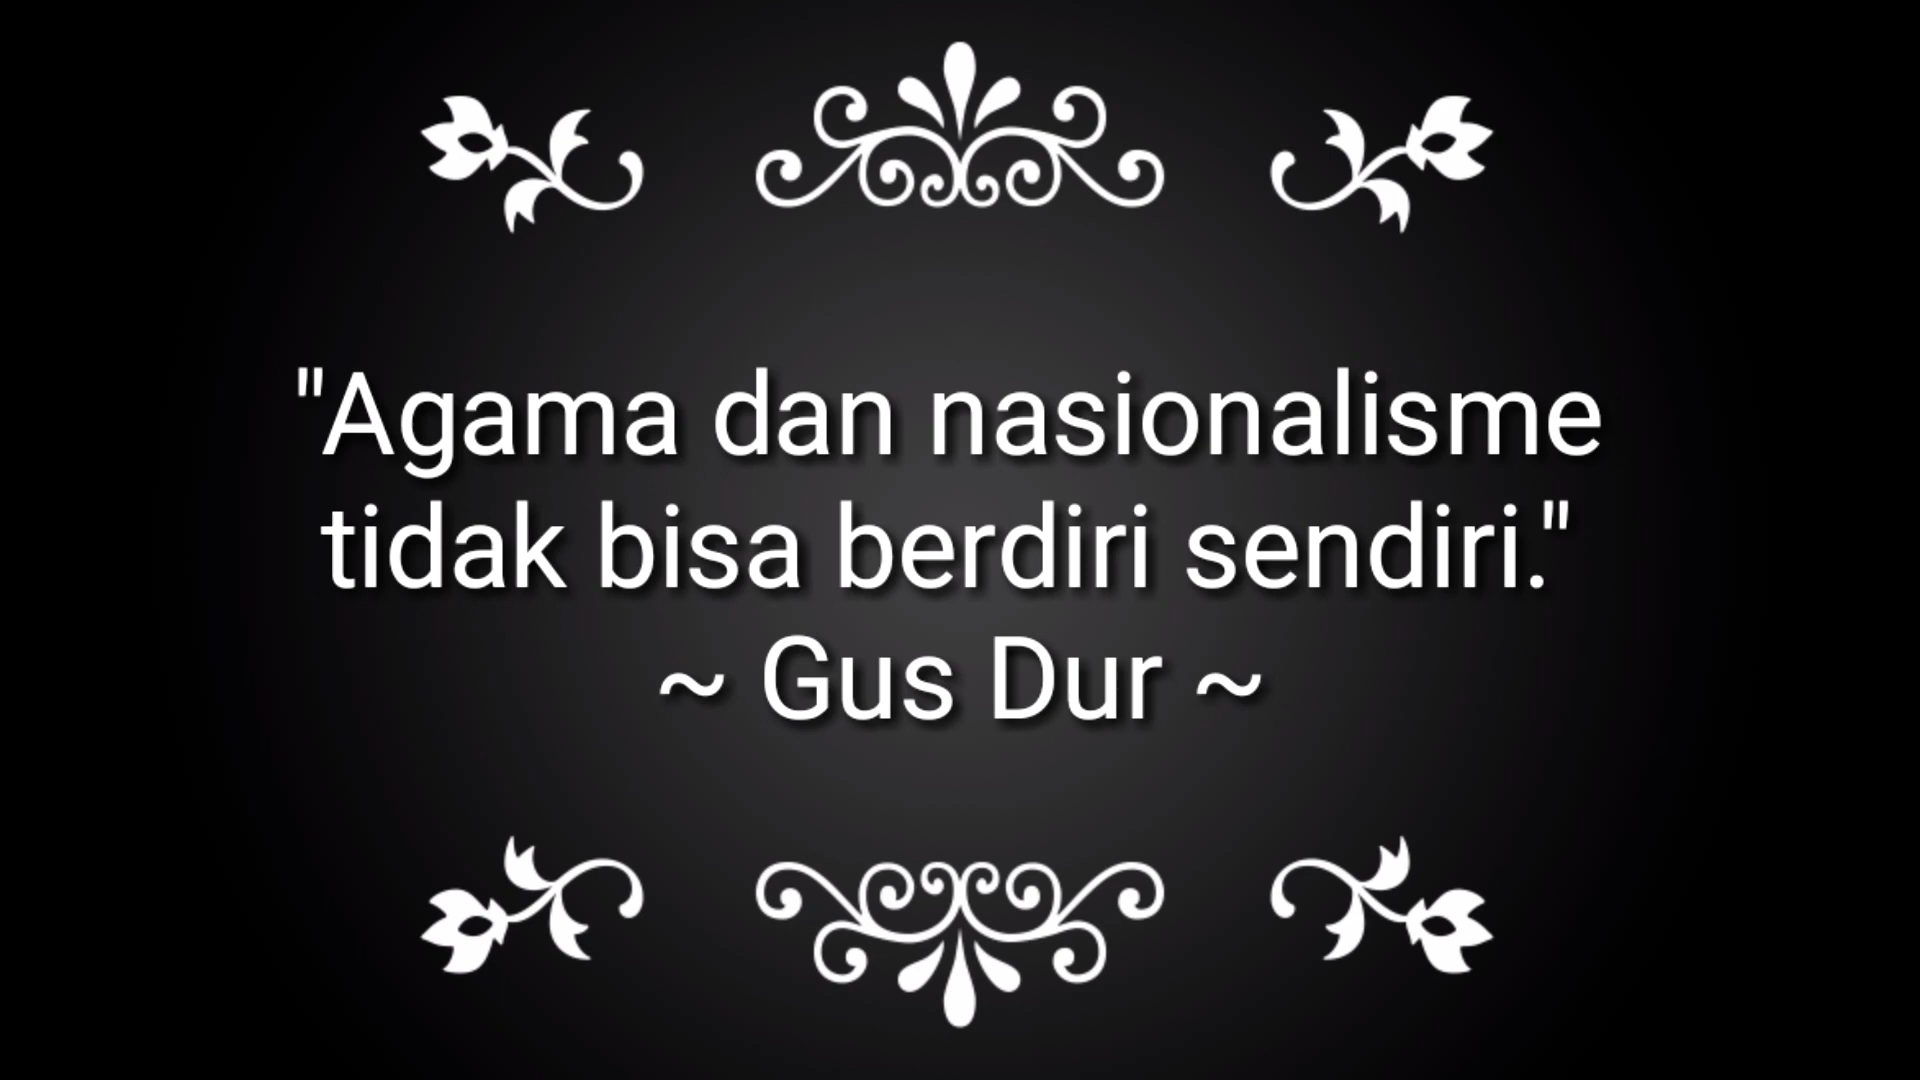 "Agama dan nasionalisme
tidak bisa berdiri sendiri."
~ Gus Dur ~